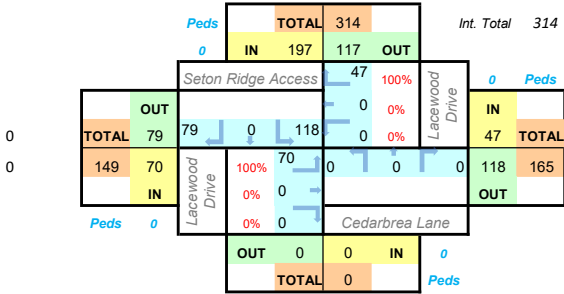 Peds TOTAL 314 Int. Total 314
0 IN 197 117 OUT
Seton Ridge Access 47 100% Lacewood Drive 0 Peds
OUT 0 0% IN
0 TOTAL 79 79 0 118 0 0% 47 TOTAL
0 149 70 Lacewood Drive 100% 70 0 0 0 118 165
IN 0% 0 OUT
Peds 0 0% 0 Cedarbrea Lane
OUT 0 0 IN 0
TOTAL 0 Peds